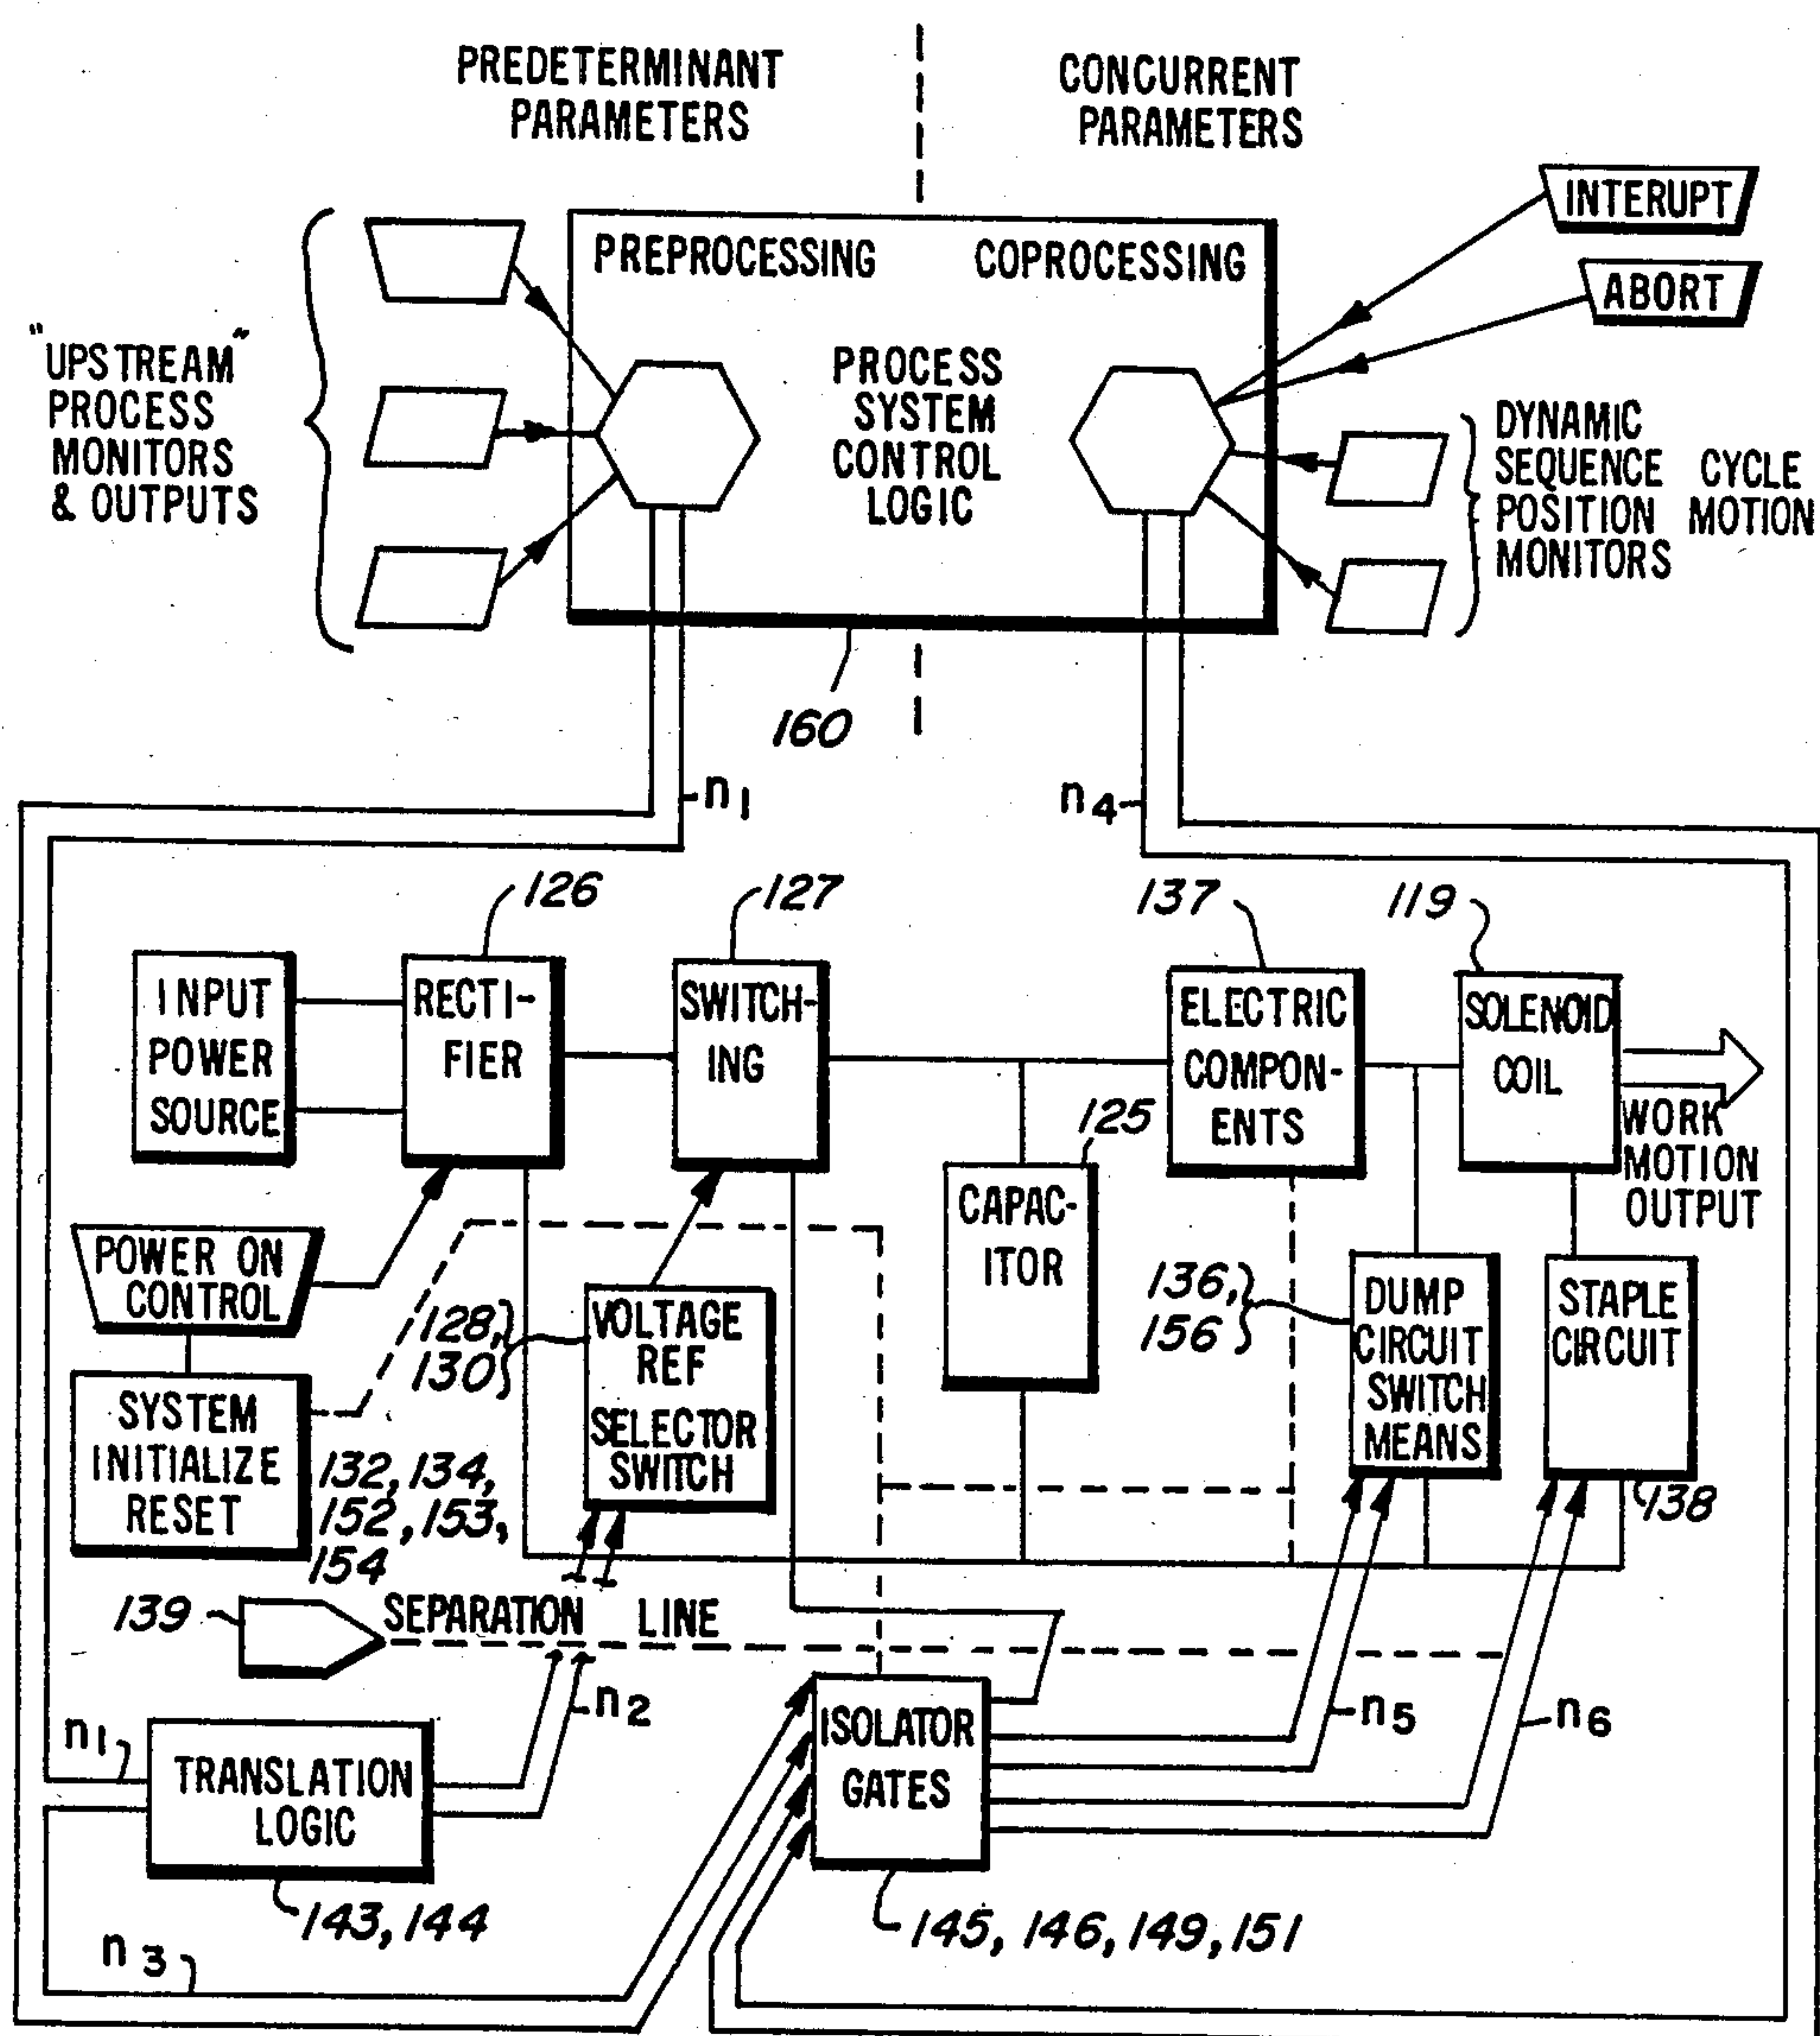 PREDETERMINANT
PARAMETERS
CONCURRENT
PARAMETERS
INTERUPT
ABORT
PREPROCESSING
COPROCESSING
"UPSTREAM"
PROCESS
MONITORS
& OUTPUTS
PROCESS
SYSTEM
CONTROL
LOGIC
DYNAMIC
SEQUENCE CYCLE
POSITION MOTION
MONITORS
160
n1
n4
126
127
137
119
INPUT
POWER
SOURCE
RECTI-
FIER
SWITCH-
ING
ELECTRIC
COMPON-
ENTS
SOLENOID
COIL
WORK
MOTION
OUTPUT
125
CAPAC-
ITOR
POWER ON
CONTROL
128,
130
VOLTAGE
REF
SELECTOR
SWITCH
136,
156
DUMP
CIRCUIT
SWITCH
MEANS
STAPLE
CIRCUIT
138
SYSTEM
INITIALIZE
RESET
132, 134,
152, 153,
154
139
SEPARATION LINE
n1
n2
TRANSLATION
LOGIC
143, 144
n3
ISOLATOR
GATES
145, 146, 149, 151
n5
n6